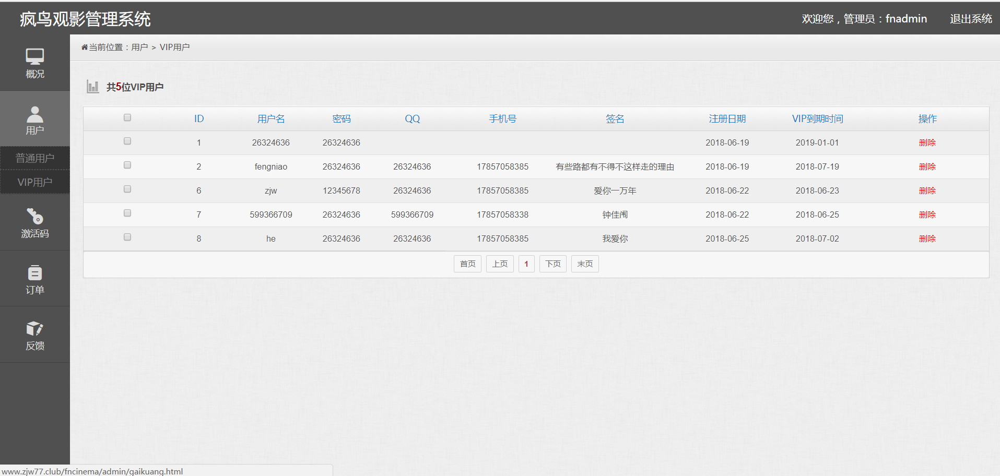 疯鸟观影管理系统
欢迎您，管理员：fnadmin 退出系统
概况
用户
普通用户
VIP用户
激活码
订单
反馈
当前位置：用户 > VIP用户
共5位VIP用户
ID 用户名 密码 QQ 手机号 签名 注册日期 VIP到期时间 操作
1 26324636 26324636 2018-06-19 2019-01-01 删除
2 fengniao 26324636 26324636 17857058385 有些路都有不得不这样走的理由 2018-06-19 2018-07-19 删除
6 zjw 12345678 26324636 17857058385 爱你一万年 2018-06-22 2018-06-23 删除
7 599366709 26324636 599366709 17857058338 钟佳闱 2018-06-22 2018-06-25 删除
8 he 26324636 26324636 17857058385 我爱你 2018-06-25 2018-07-02 删除
首页 上页 1 下页 末页
www.zjw77.club/fncinema/admin/gaikuang.html